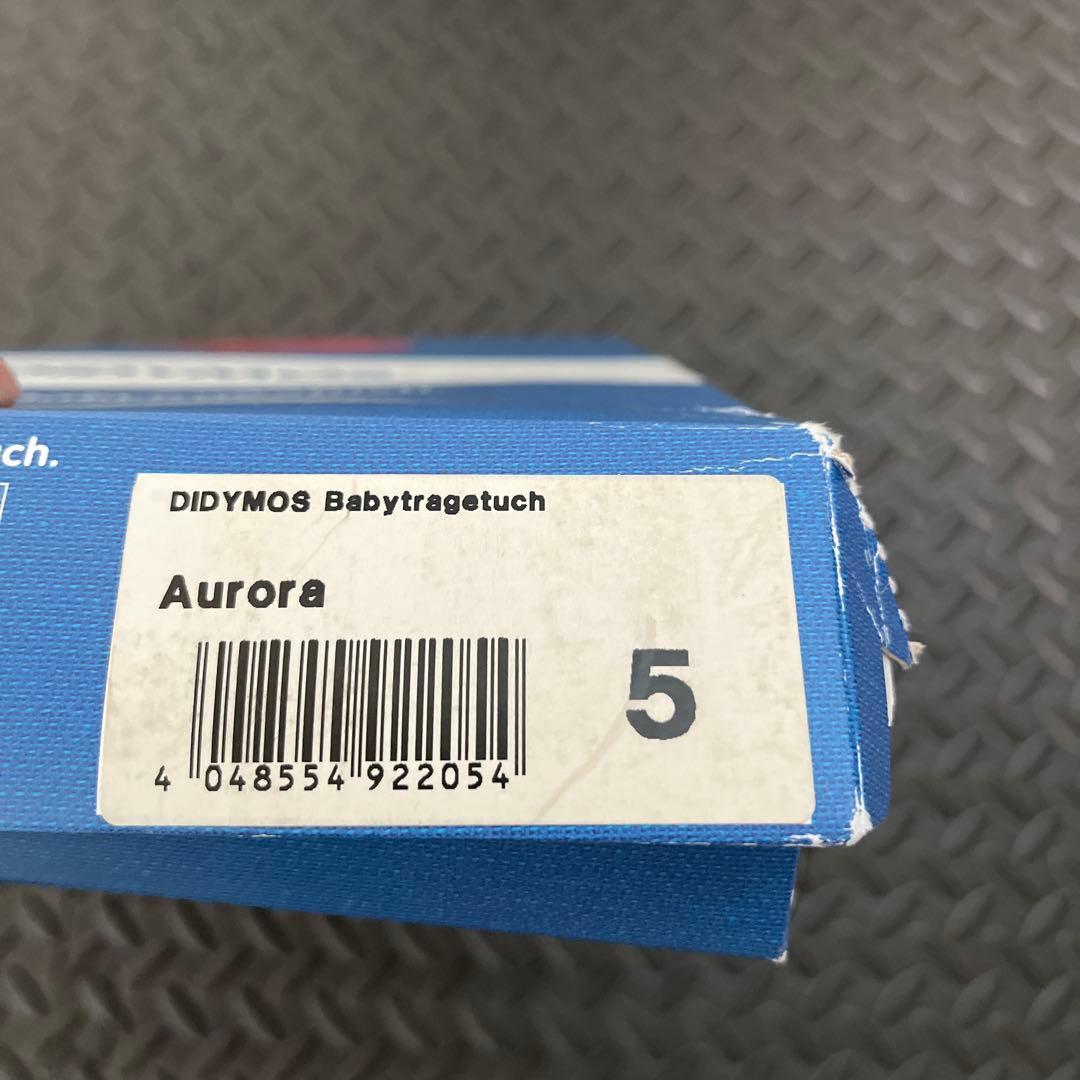 ch.
DIDYMOS Babytragetuch
Aurora
5
4 048554 922054